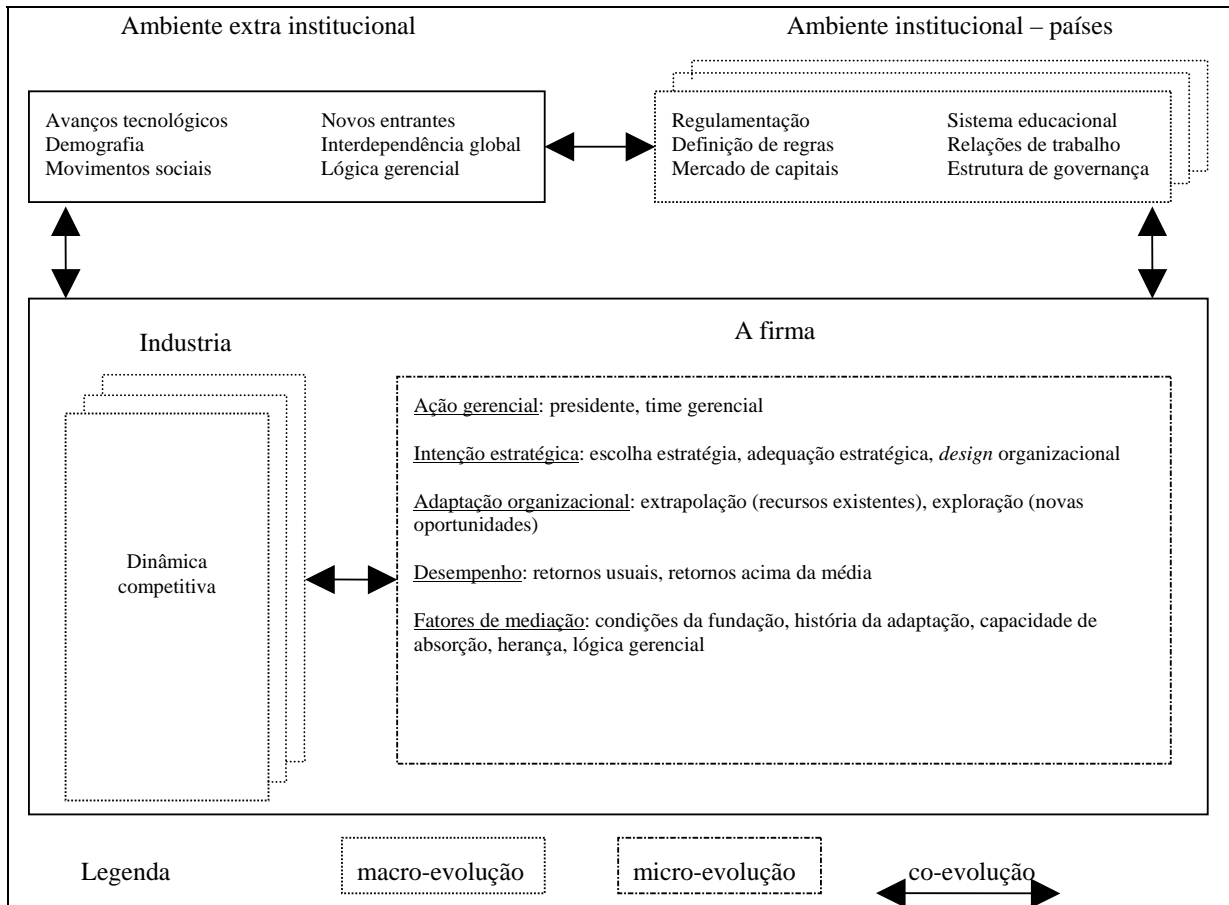 Ambiente extra institucional
Ambiente institucional – países
Avanços tecnológicos
Demografia
Movimentos sociais
Novos entrantes
Interdependência global
Lógica gerencial
Regulamentação
Definição de regras
Mercado de capitais
Sistema educacional
Relações de trabalho
Estrutura de governança
Industria
A firma
Dinâmica
competitiva
Ação gerencial: presidente, time gerencial
Intenção estratégica: escolha estratégia, adequação estratégica, design organizacional
Adaptação organizacional: extrapolação (recursos existentes), exploração (novas
oportunidades)
Desempenho: retornos usuais, retornos acima da média
Fatores de mediação: condições da fundação, história da adaptação, capacidade de
absorção, herança, lógica gerencial
Legenda
macro-evolução
micro-evolução
co-evolução